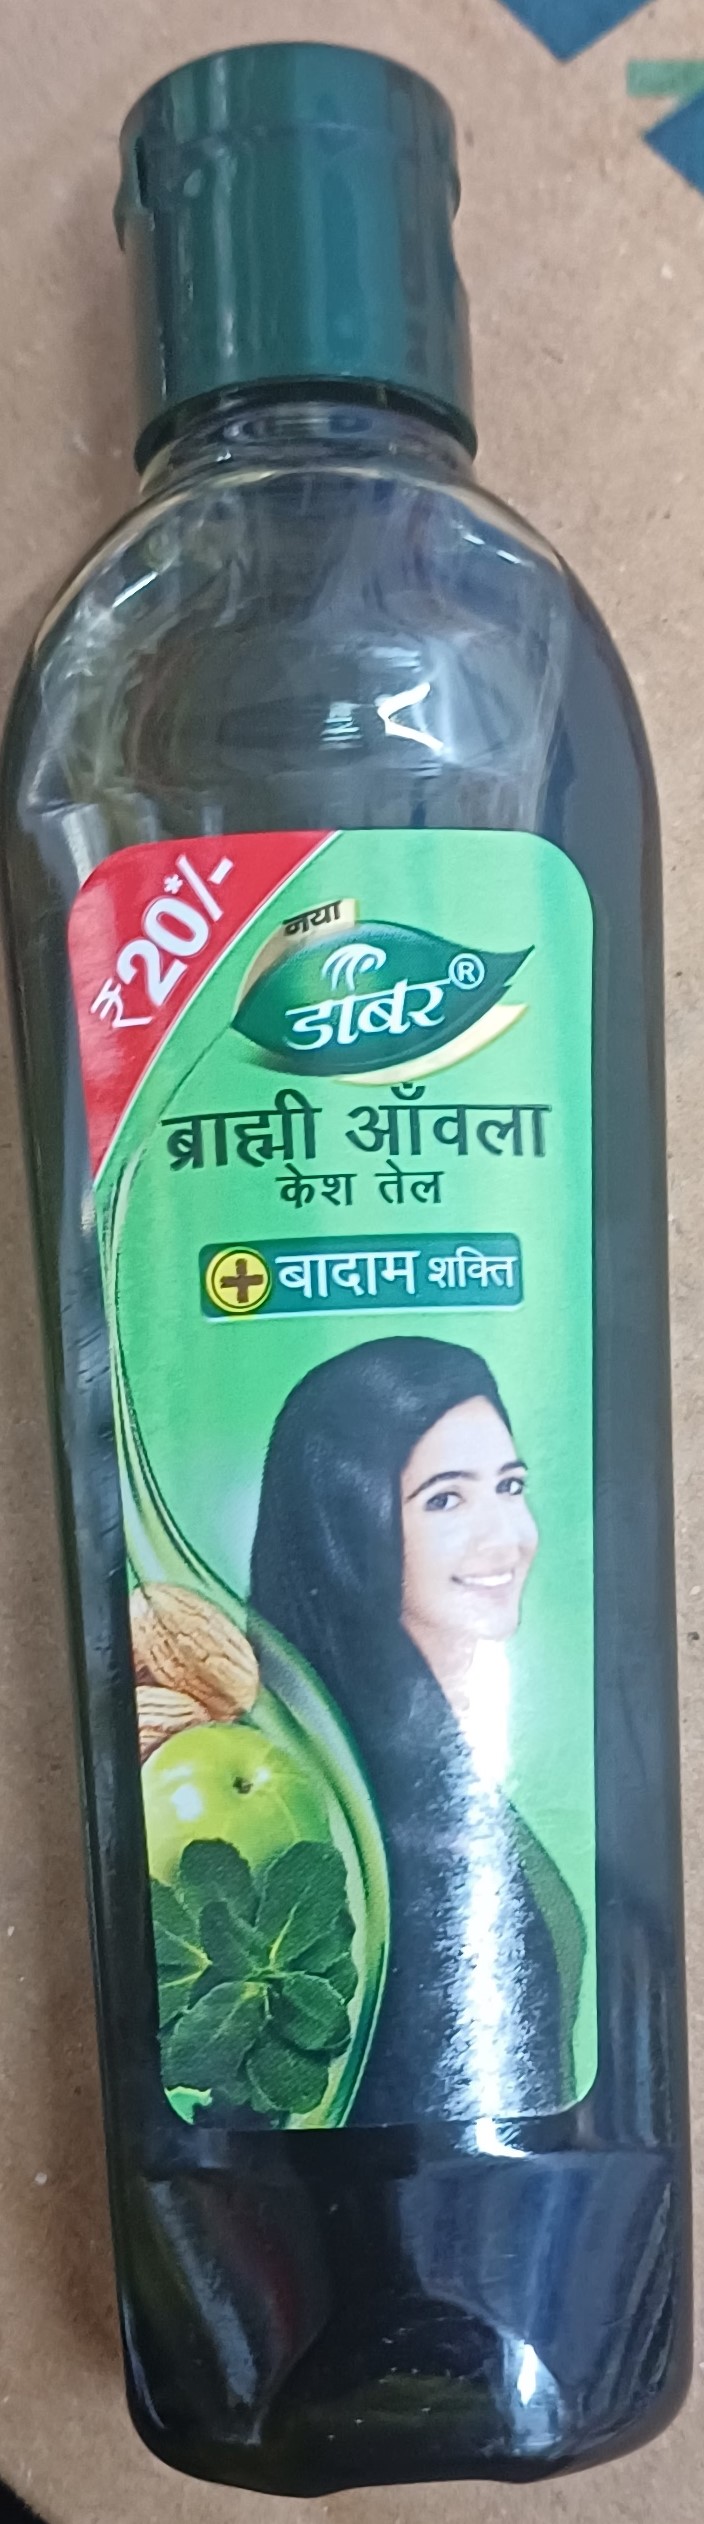 ₹20*/-
नया
डाबर®
ब्राह्मी आँवला
केश तेल
+ बादाम शक्ति